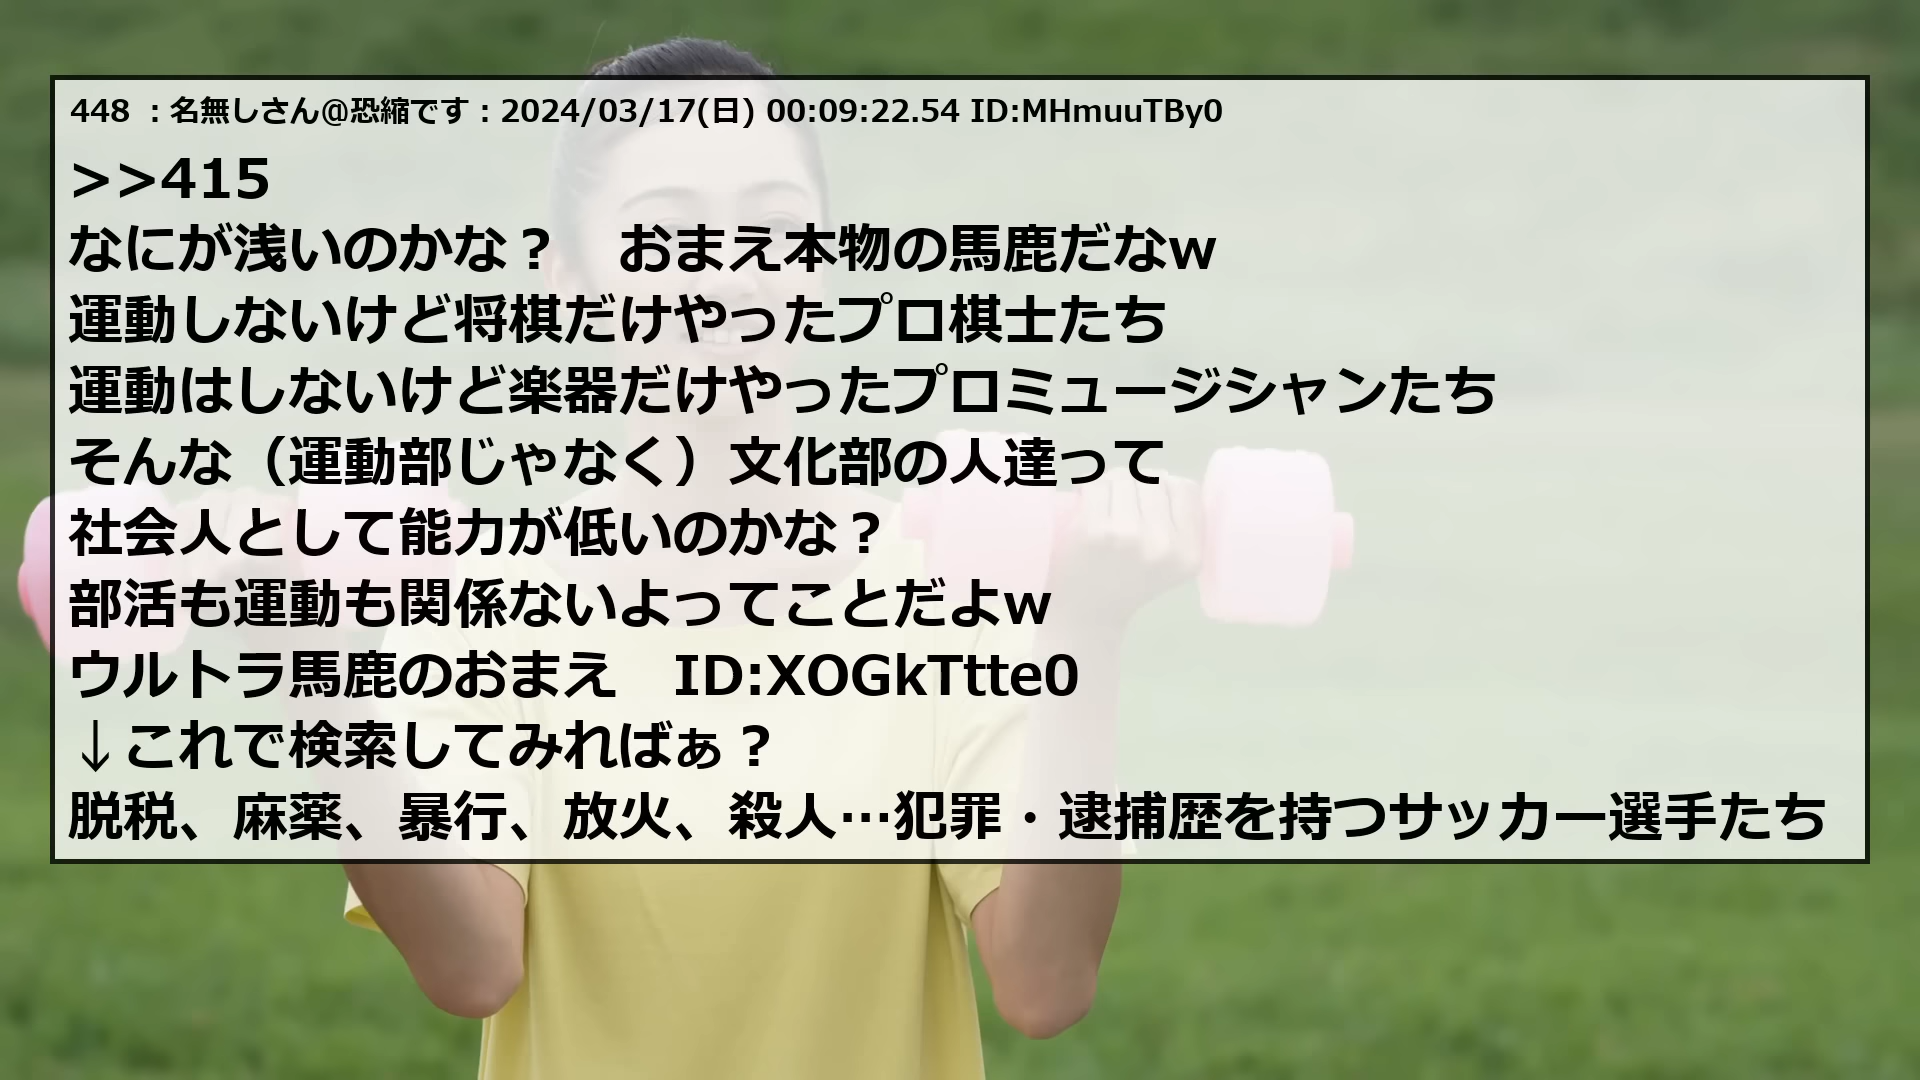 448 ：名無しさん@恐縮です：2024/03/17(日) 00:09:22.54 ID:MHmuuTBy0
>>415
なにが浅いのかな？　おまえ本物の馬鹿だなw
運動しないけど将棋だけやったプロ棋士たち
運動はしないけど楽器だけやったプロミュージシャンたち
そんな（運動部じゃなく）文化部の人達って
社会人として能力が低いのかな？
部活も運動も関係ないよってことだよw
ウルトラ馬鹿のおまえ　ID:XOGkTtte0
↓これで検索してみればぁ？
脱税、麻薬、暴行、放火、殺人…犯罪・逮捕歴を持つサッカー選手たち